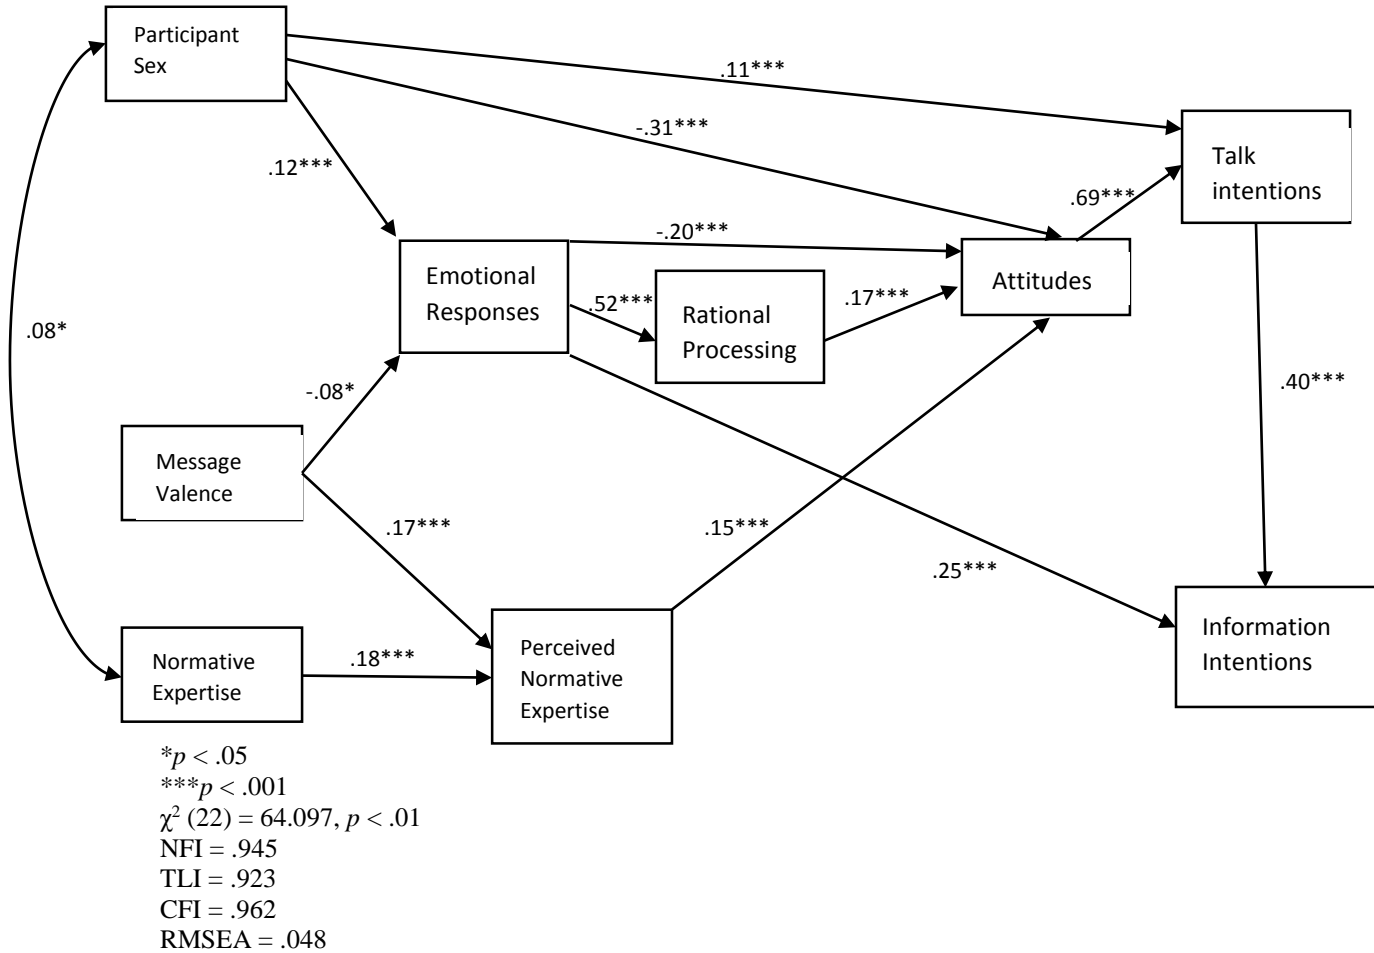 Participant
Sex
.11***
-.31***
.12***
Talk
intentions
.69***
-.20***
Emotional
Responses
Attitudes
.52***
.17***
Rational
Processing
.08*
-.08*
.40***
Message
Valence
.17***
.15***
.25***
Information
Intentions
Normative
Expertise
.18***
Perceived
Normative
Expertise
*p < .05
***p < .001
χ² (22) = 64.097, p < .01
NFI = .945
TLI = .923
CFI = .962
RMSEA = .048